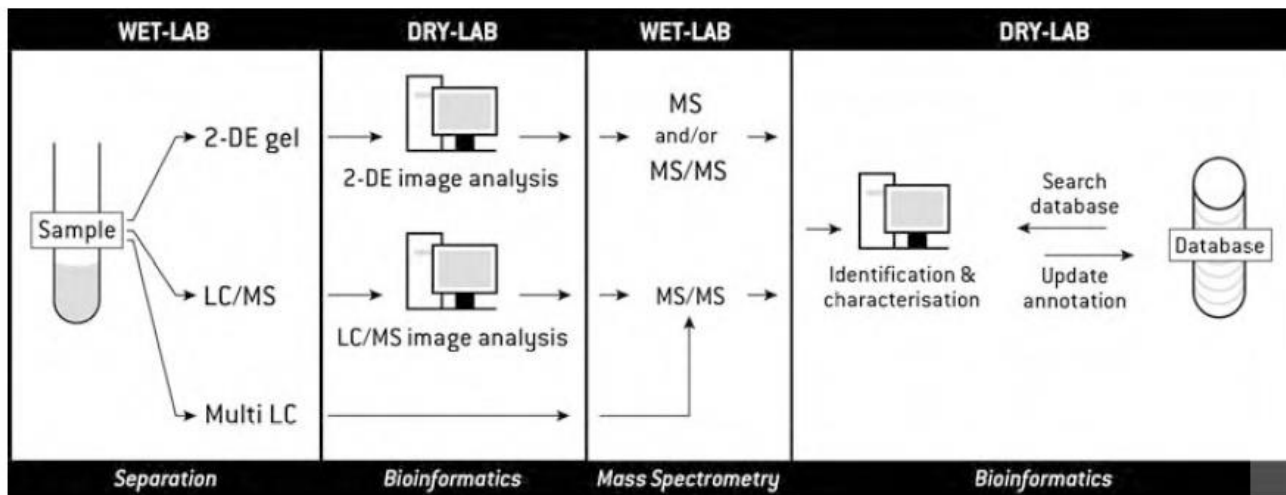 WET-LAB
DRY-LAB
WET-LAB
DRY-LAB
Sample
2-DE gel
LC/MS
Multi LC
2-DE image analysis
LC/MS image analysis
MS
and/or
MS/MS
MS/MS
Identification &
characterisation
Search
database
Update
annotation
Database
Separation
Bioinformatics
Mass Spectrometry
Bioinformatics